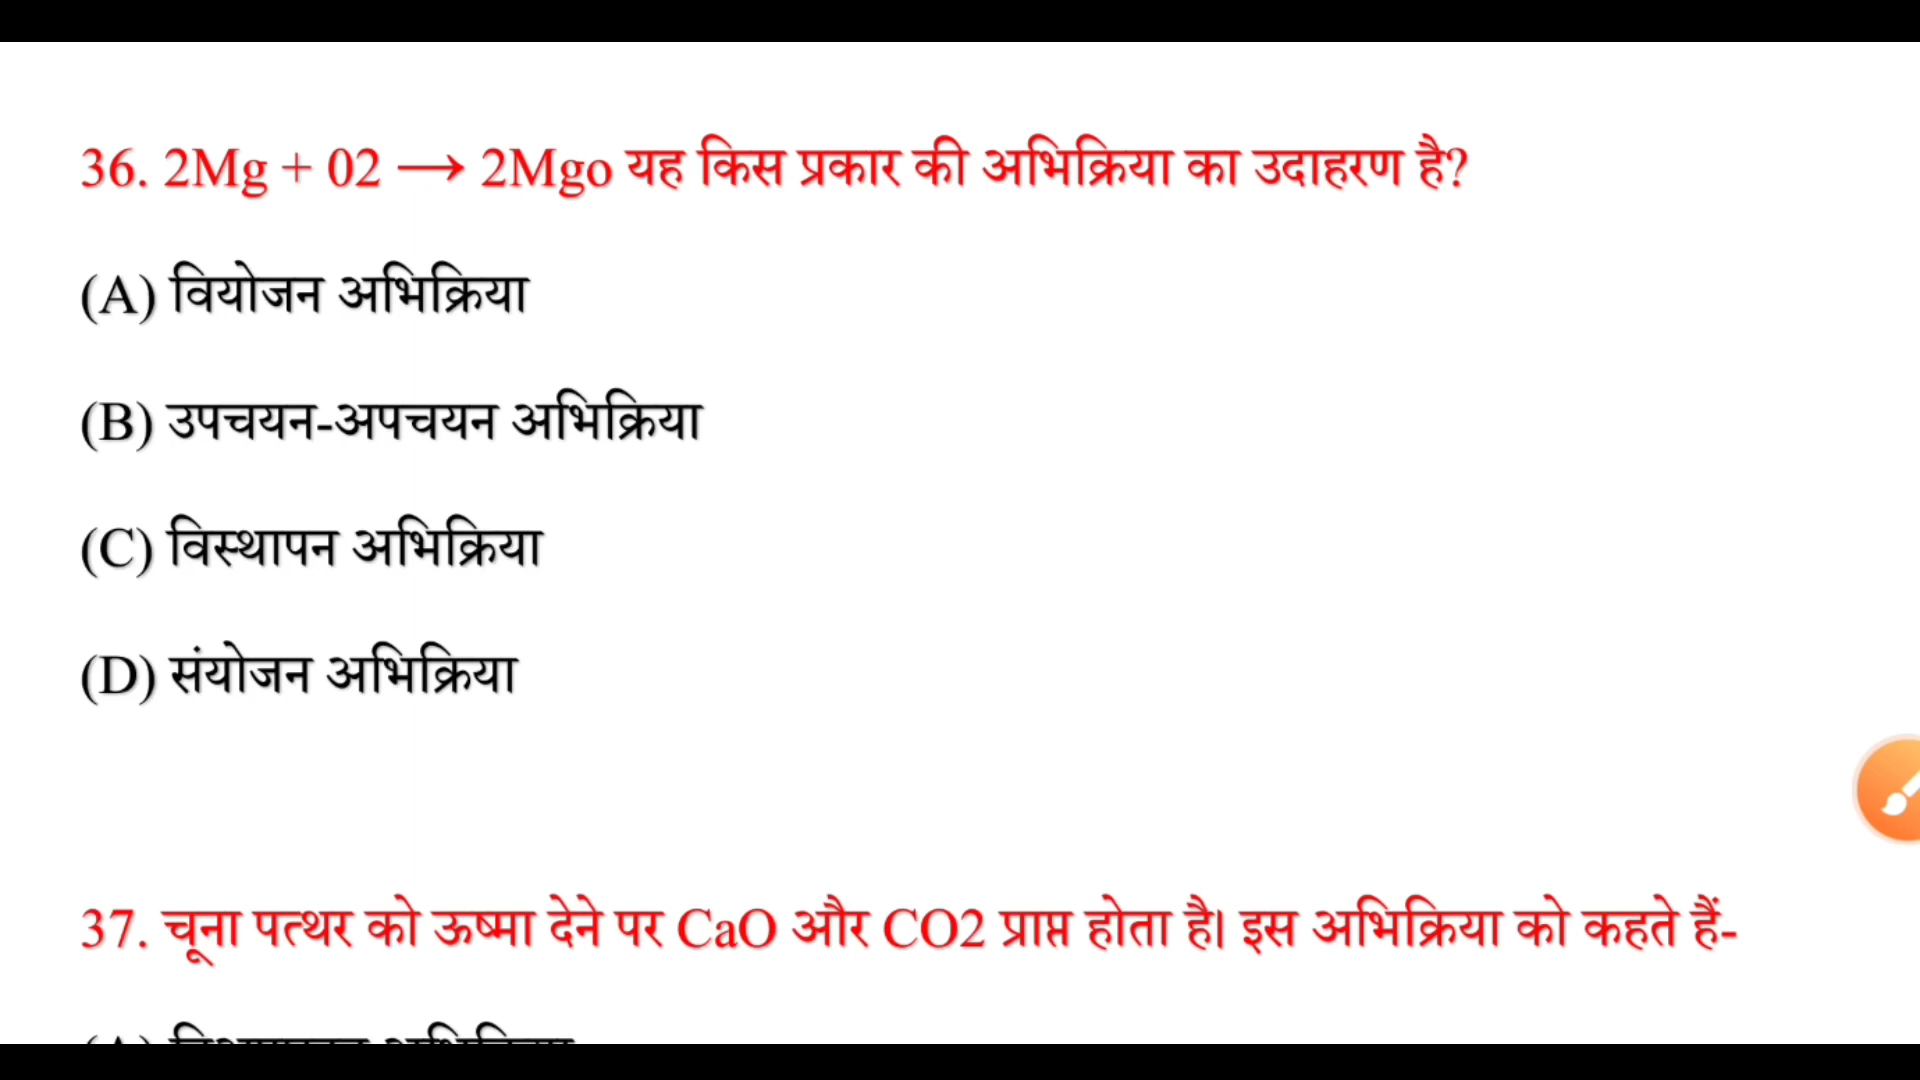 36. 2Mg + 02 → 2Mgo यह किस प्रकार की अभिक्रिया का उदाहरण है?
(A) वियोजन अभिक्रिया
(B) उपचयन-अपचयन अभिक्रिया
(C) विस्थापन अभिक्रिया
(D) संयोजन अभिक्रिया
37. चूना पत्थर को ऊष्मा देने पर CaO और CO2 प्राप्त होता है। इस अभिक्रिया को कहते हैं-